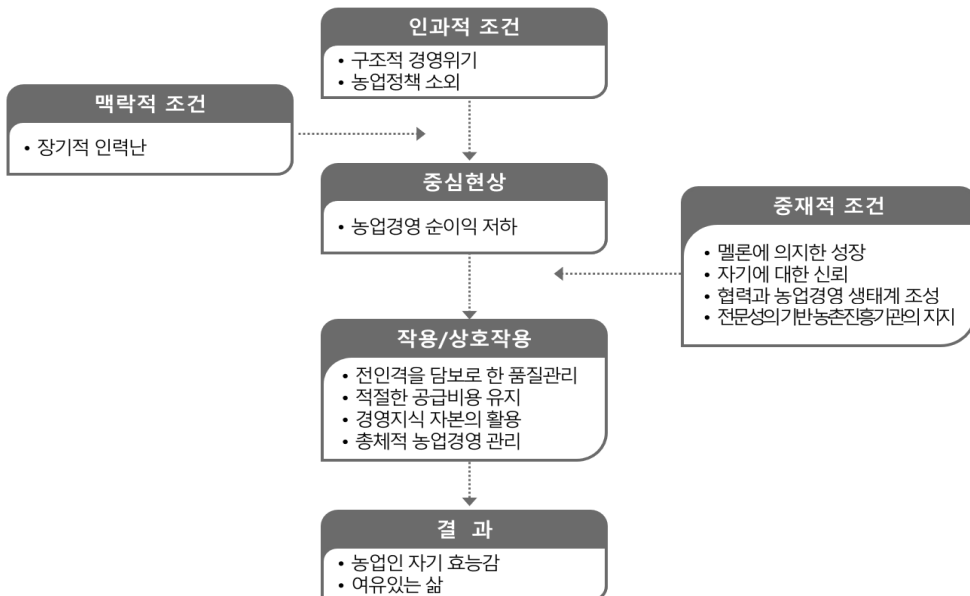 인과적 조건
• 구조적 경영위기
• 농업정책 소외
맥락적 조건
• 장기적 인력난
중심현상
• 농업경영 순이익 저하
중재적 조건
• 멜론에 의지한 성장
• 자기에 대한 신뢰
• 협력과 농업경영 생태계 조성
• 전문성의기반농촌진흥기관의 지지
작용/상호작용
• 전인격을 담보로 한 품질관리
• 적절한 공급비용 유지
• 경영지식 자본의 활용
• 총체적 농업경영 관리
결 과
• 농업인 자기 효능감
• 여유있는 삶